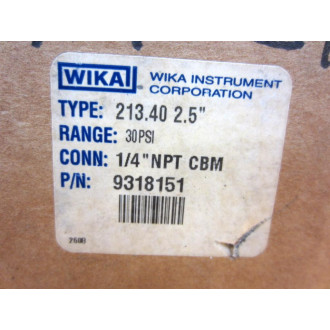 WIKA
WIKA INSTRUMENT
CORPORATION
TYPE: 213.40 2.5"
RANGE: 30PSI
CONN: 1/4"NPT CBM
P/N: 9318151